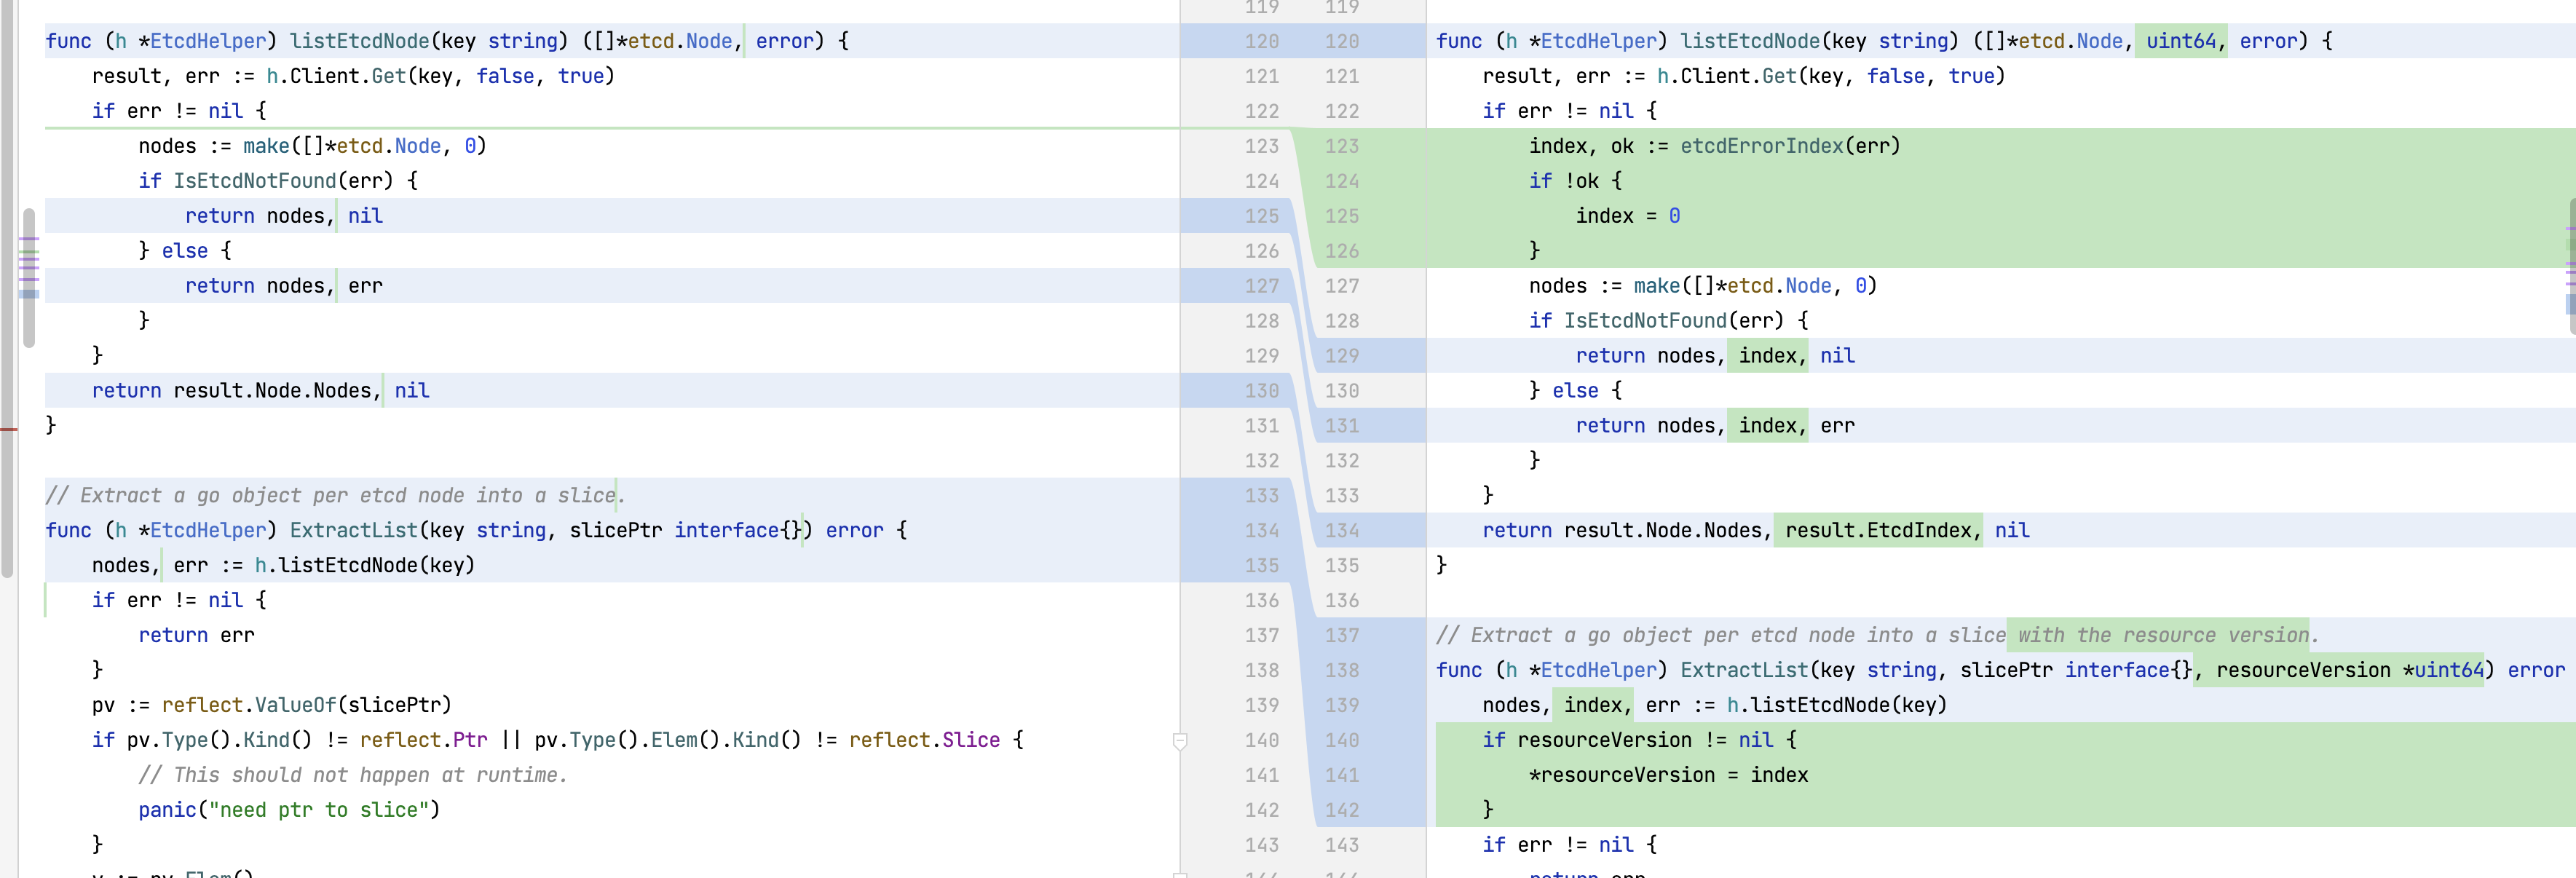 119 119
func (h *EtcdHelper) listEtcdNode(key string) ([]*etcd.Node, error) {
result, err := h.Client.Get(key, false, true)
if err != nil {
nodes := make([]*etcd.Node, 0)
if IsEtcdNotFound(err) {
return nodes, nil
} else {
return nodes, err
}
}
return result.Node.Nodes, nil
}
// Extract a go object per etcd node into a slice.
func (h *EtcdHelper) ExtractList(key string, slicePtr interface{}) error {
nodes, err := h.listEtcdNode(key)
if err != nil {
return err
}
pv := reflect.ValueOf(slicePtr)
if pv.Type().Kind() != reflect.Ptr || pv.Type().Elem().Kind() != reflect.Slice {
// This should not happen at runtime.
panic("need ptr to slice")
}
v := pv.Elem()
120 120
121 121
122 122
123 123
124 124
125 125
126 126
127 127
128 128
129 129
130 130
131 131
132 132
133 133
134 134
135 135
136 136
137 137
138 138
139 139
140 140
141 141
142 142
143 143
func (h *EtcdHelper) listEtcdNode(key string) ([]*etcd.Node, uint64, error) {
result, err := h.Client.Get(key, false, true)
if err != nil {
index, ok := etcdErrorIndex(err)
if !ok {
index = 0
}
nodes := make([]*etcd.Node, 0)
if IsEtcdNotFound(err) {
return nodes, index, nil
} else {
return nodes, index, err
}
}
return result.Node.Nodes, result.EtcdIndex, nil
}
// Extract a go object per etcd node into a slice with the resource version.
func (h *EtcdHelper) ExtractList(key string, slicePtr interface{}, resourceVersion *uint64) error
nodes, index, err := h.listEtcdNode(key)
if resourceVersion != nil {
*resourceVersion = index
}
if err != nil {
return err